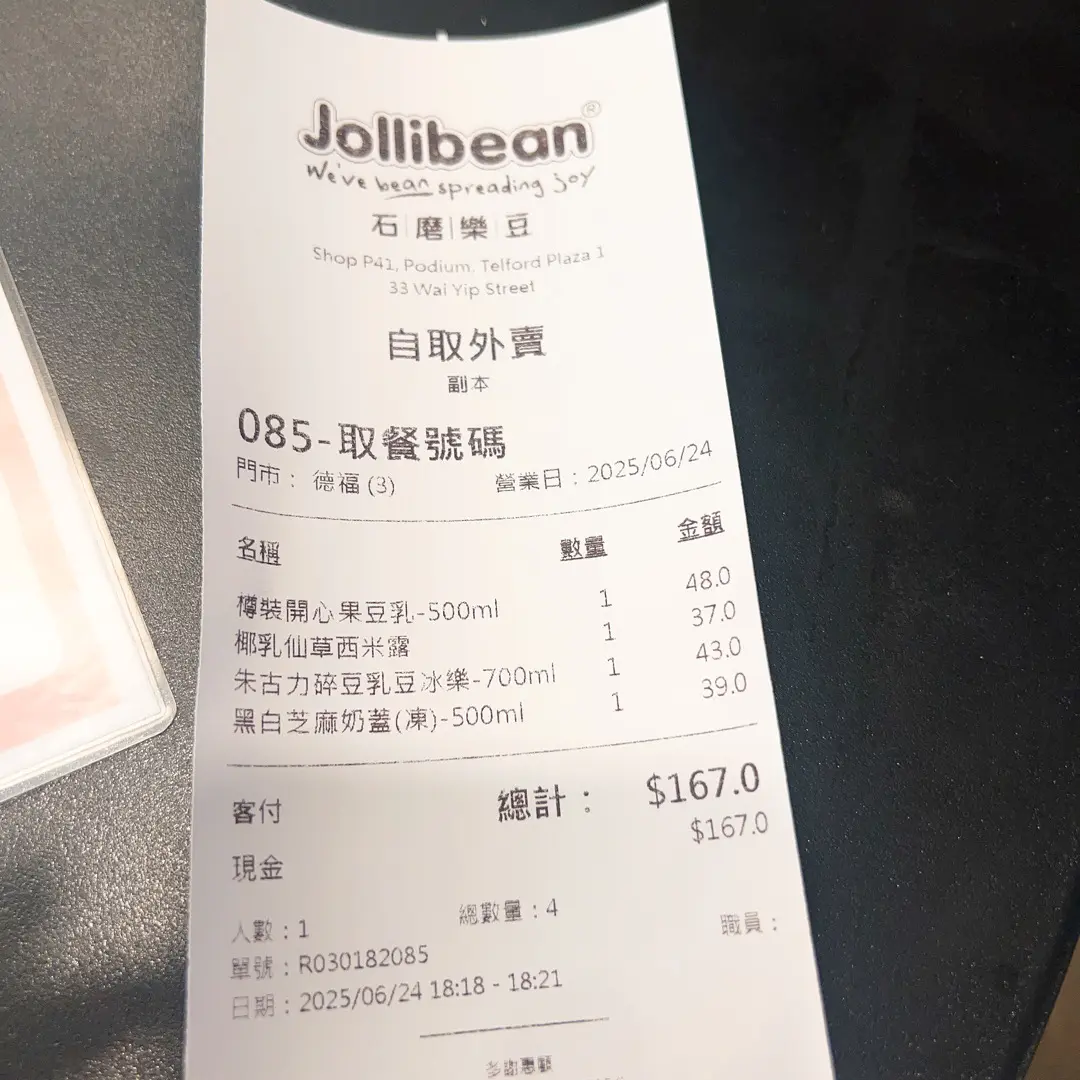 Jollibean®
We've bean spreading joy
石|磨|樂|豆
Shop P41, Podium, Telford Plaza 1
33 Wai Yip Street
自取外賣
副本
085-取餐號碼
門市： 德福 (3) 營業日：2025/06/24
名稱 數量 金額
樽裝開心果豆乳-500ml 1 48.0
椰乳仙草西米露 1 37.0
朱古力碎豆乳豆冰樂-700ml 1 43.0
黑白芝麻奶蓋(凍)-500ml 1 39.0
總計： $167.0
客付 $167.0
現金
人數：1 總數量：4 職員：
單號：R030182085
日期：2025/06/24 18:18 - 18:21
多謝惠顧